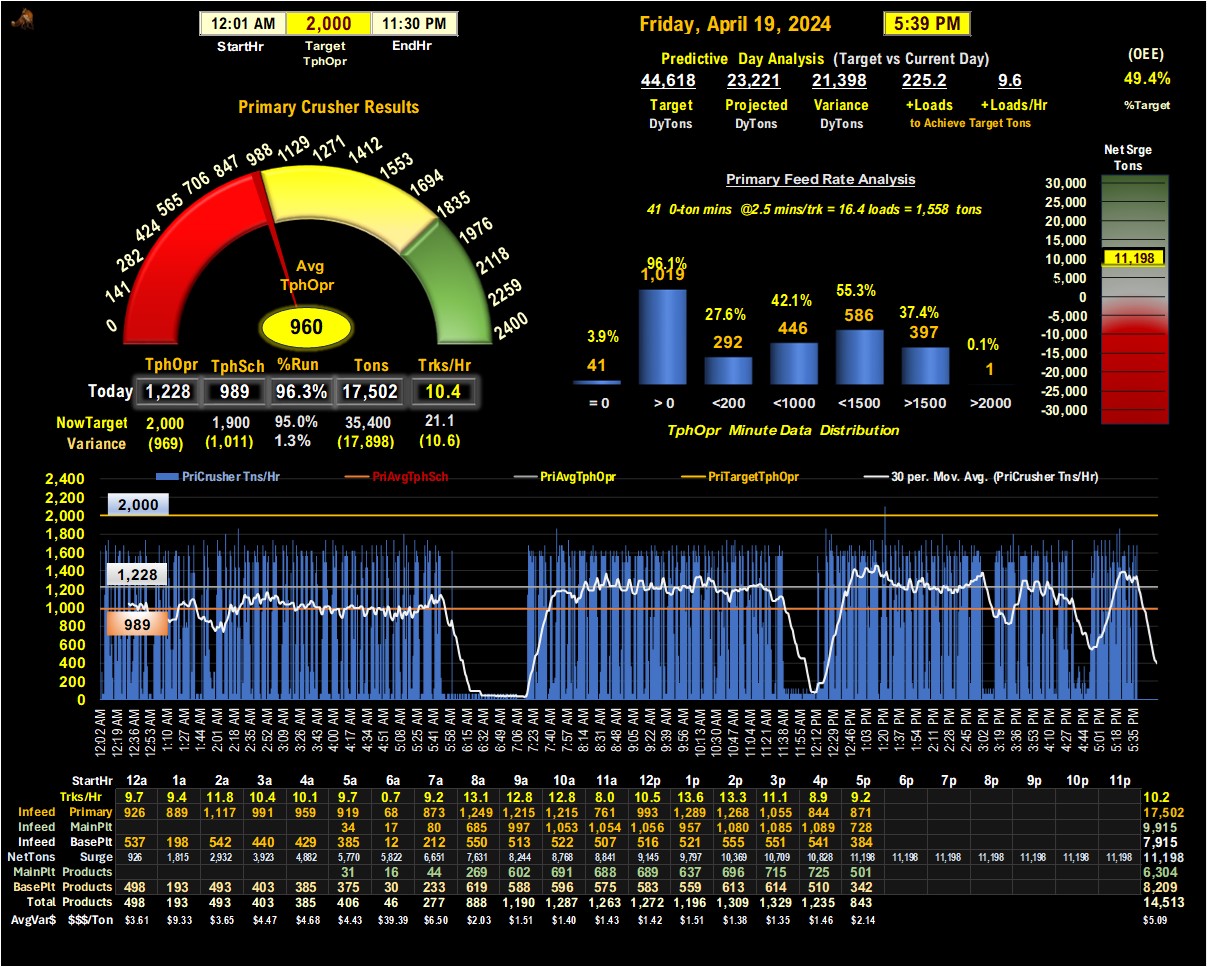 12:01 AM 2,000 11:30 PM
StartHr Target TphOpr EndHr
Friday, April 19, 2024 5:39 PM
Predictive Day Analysis (Target vs Current Day)
44,618 23,221 21,398 225.2 9.6
Target Projected Variance +Loads +Loads/Hr
DyTons DyTons DyTons to Achieve Target Tons
(OEE)
49.4%
%Target
Primary Crusher Results
0 141 282 424 565 706 847 988 1129 1271 1412 1553 1694 1835 1976 2118 2259 2400
Avg
TphOpr
960
TphOpr TphSch %Run Tons Trks/Hr
Today 1,228 989 96.3% 17,502 10.4
NowTarget 2,000 1,900 95.0% 35,400 21.1
Variance (969) (1,011) 1.3% (17,898) (10.6)
Primary Feed Rate Analysis
41 0-ton mins @2.5 mins/trk = 16.4 loads = 1,558 tons
3.9% 96.1% 27.6% 42.1% 55.3% 37.4% 0.1%
41 1,019 292 446 586 397 1
= 0 > 0 <200 <1000 <1500 >1500 >2000
TphOpr Minute Data Distribution
Net Srge
Tons
30,000
25,000
20,000
15,000
10,000
11,198
5,000
0
-5,000
-10,000
-15,000
-20,000
-25,000
-30,000
PriCrusher Tns/Hr PriAvgTphSch PriAvgTphOpr PriTargetTphOpr 30 per. Mov. Avg. (PriCrusher Tns/Hr)
2,400
2,200
2,000
1,800
1,600
1,400
1,200
1,000
800
600
400
200
0
2,000
1,228
989
12:02 AM 12:19 AM 12:36 AM 12:53 AM 1:10 AM 1:27 AM 1:44 AM 2:01 AM 2:18 AM 2:35 AM 2:52 AM 3:09 AM 3:26 AM 3:43 AM 4:00 AM 4:17 AM 4:34 AM 4:51 AM 5:08 AM 5:25 AM 5:41 AM 5:58 AM 6:15 AM 6:32 AM 6:49 AM 7:06 AM 7:23 AM 7:40 AM 7:57 AM 8:14 AM 8:31 AM 8:48 AM 9:05 AM 9:22 AM 9:39 AM 9:56 AM 10:13 AM 10:30 AM 10:47 AM 11:04 AM 11:21 AM 11:38 AM 11:55 AM 12:12 PM 12:29 PM 12:46 PM 1:03 PM 1:20 PM 1:37 PM 1:54 PM 2:11 PM 2:28 PM 2:45 PM 3:02 PM 3:19 PM 3:36 PM 3:53 PM 4:10 PM 4:27 PM 4:44 PM 5:01 PM 5:18 PM 5:35 PM
StartHr 12a 1a 2a 3a 4a 5a 6a 7a 8a 9a 10a 11a 12p 1p 2p 3p 4p 5p 6p 7p 8p 9p 10p 11p
Trks/Hr 9.7 9.4 11.8 10.4 10.1 9.7 0.7 9.2 13.1 12.8 12.8 8.0 10.5 13.6 13.3 11.1 8.9 9.2 10.2
Infeed Primary 926 889 1,117 991 959 919 68 873 1,249 1,215 1,215 761 993 1,289 1,268 1,055 844 871 17,502
Infeed MainPlt 34 17 80 685 997 1,053 1,054 1,056 957 1,080 1,085 1,089 728 9,915
Infeed BasePlt 537 198 542 440 429 385 12 212 550 513 522 507 516 521 555 551 541 384 7,915
NetTons Surge 926 1,815 2,932 3,923 4,882 5,770 5,822 6,651 7,631 8,244 8,768 8,841 9,145 9,797 10,369 10,709 10,828 11,198 11,198 11,198 11,198 11,198 11,198 11,198 11,198
MainPlt Products 31 16 44 269 602 691 688 689 637 696 715 725 501 6,304
BasePlt Products 498 193 493 403 385 375 30 233 619 588 596 575 583 559 613 614 510 342 8,209
Total Products 498 193 493 403 385 406 46 277 888 1,190 1,287 1,263 1,272 1,196 1,309 1,329 1,235 843 14,513
AvgVar$ $$$/Ton $3.61 $9.33 $3.65 $4.47 $4.68 $4.43 $39.39 $6.50 $2.03 $1.51 $1.40 $1.43 $1.42 $1.51 $1.38 $1.35 $1.46 $2.14 $5.09